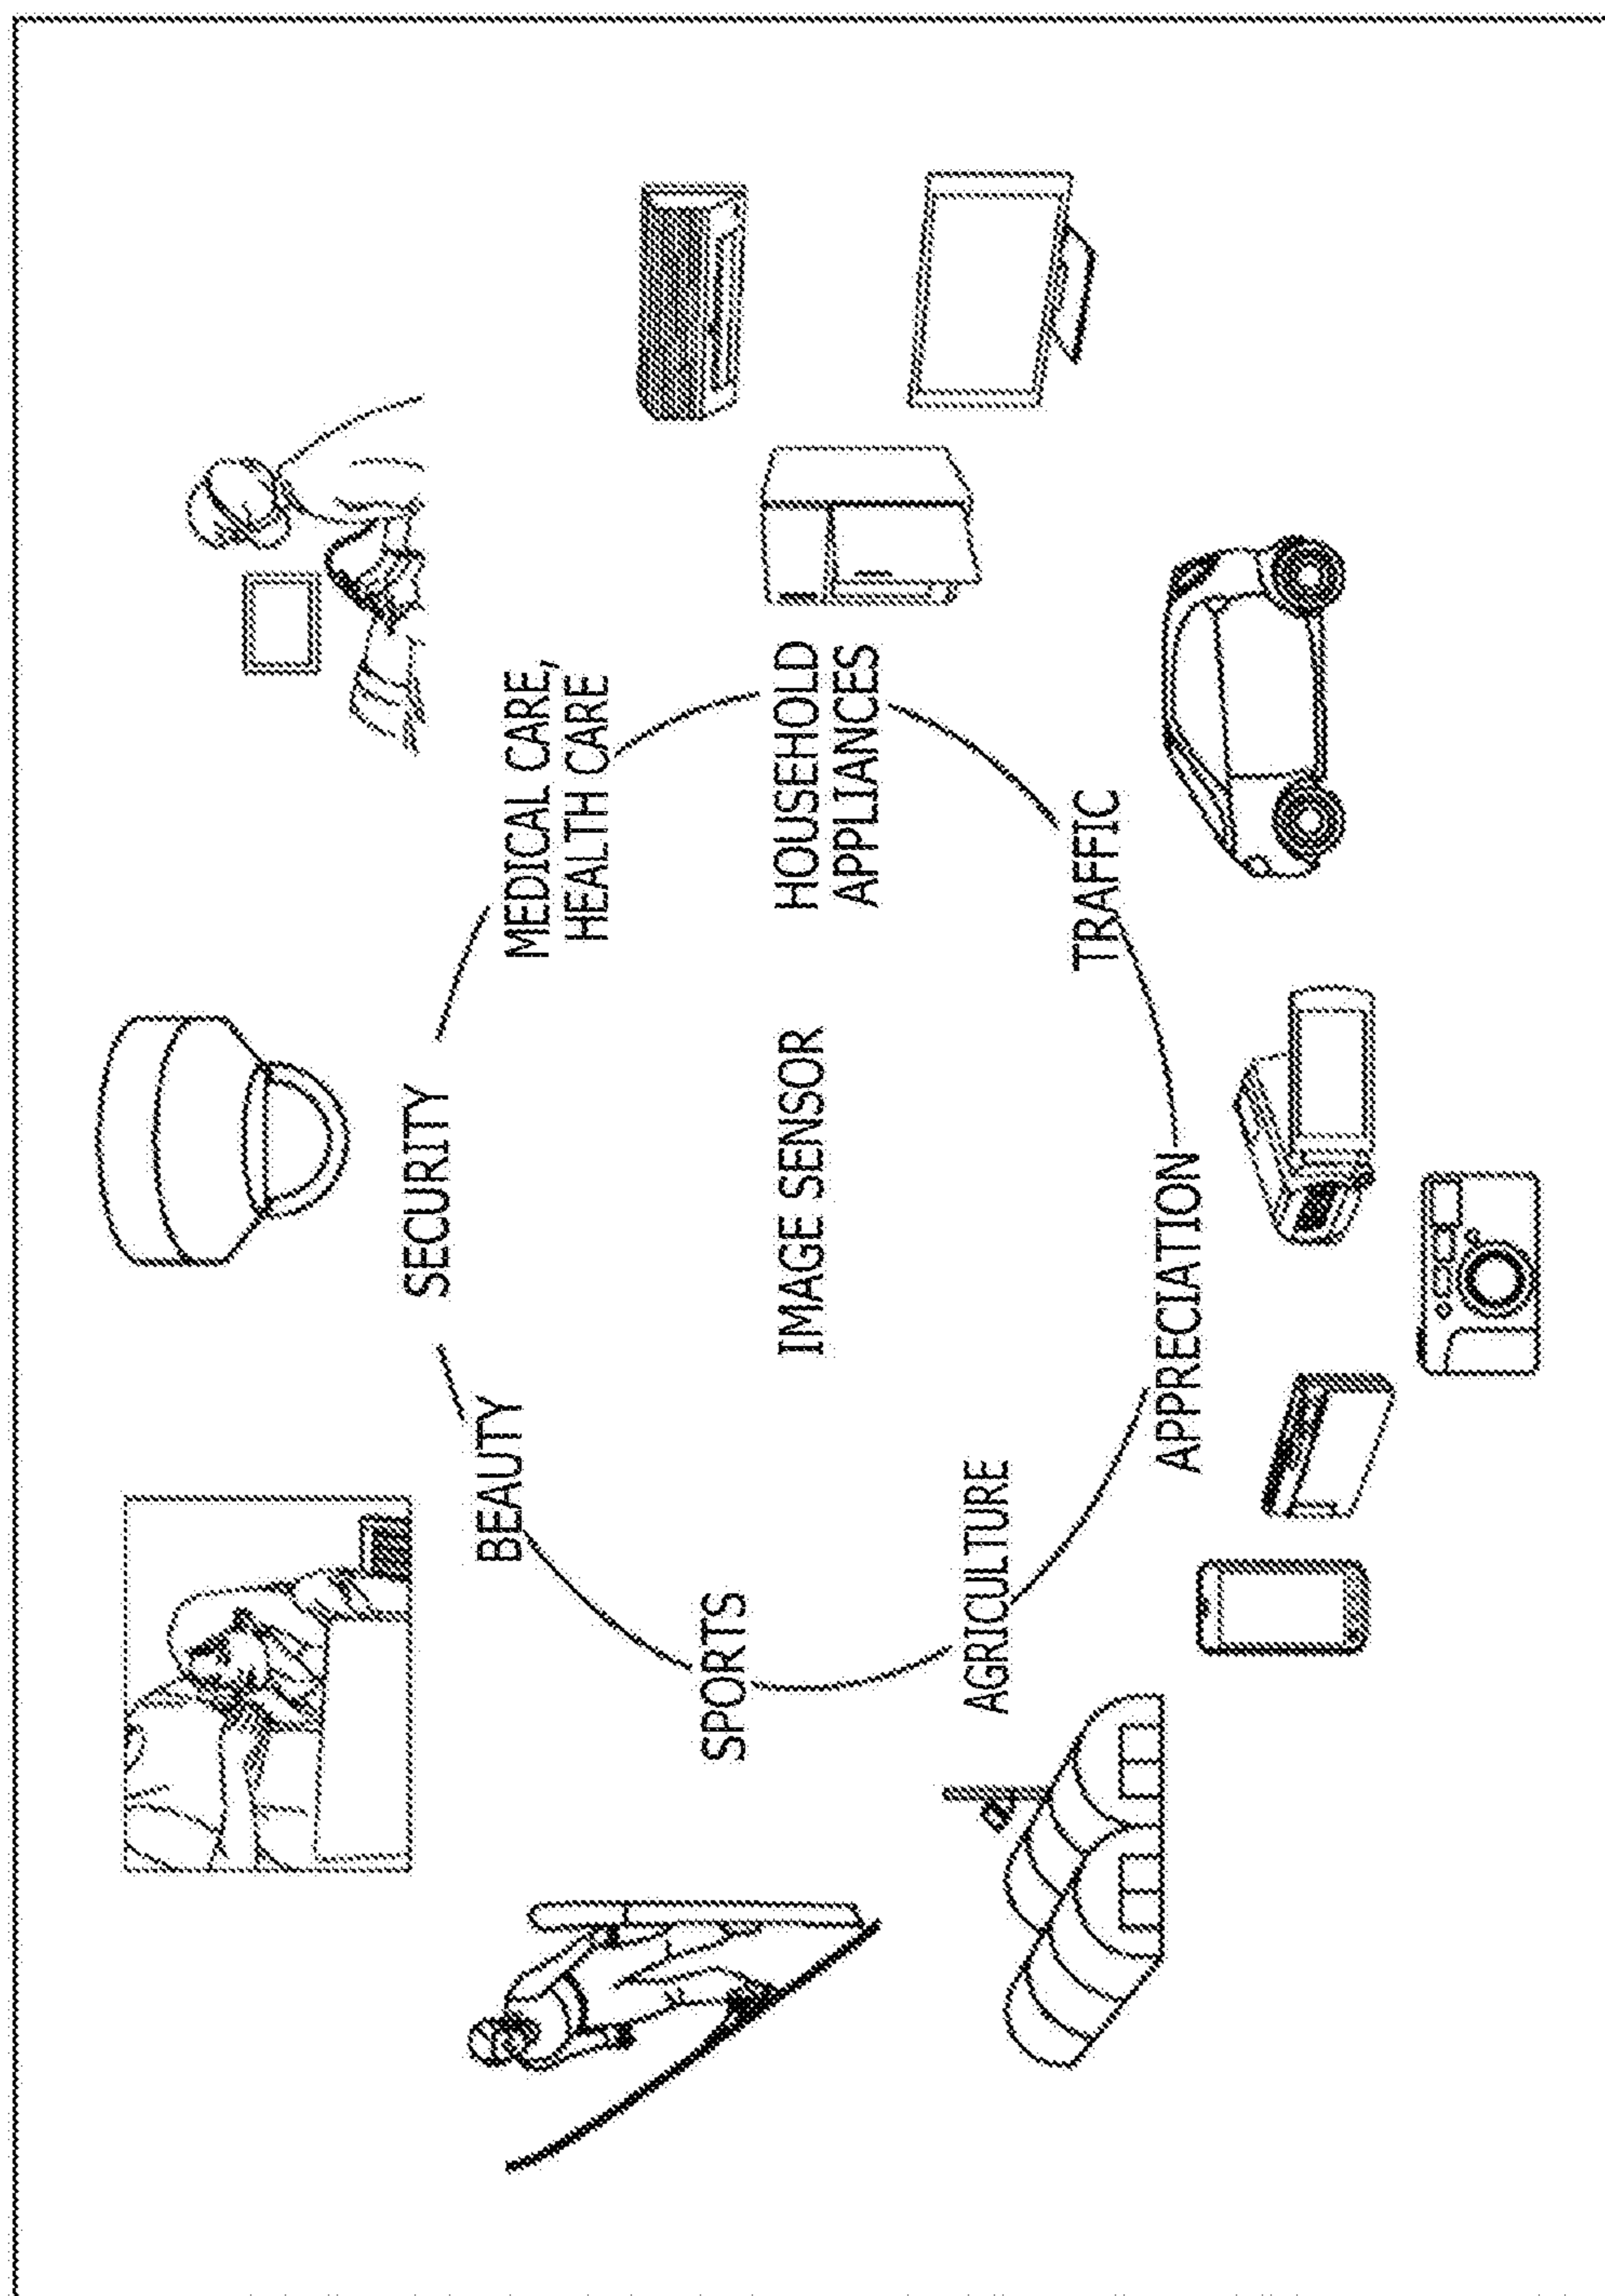 SECURITY
BEAUTY
MEDICAL CARE,
HEALTH CARE
SPORTS
IMAGE SENSOR
HOUSEHOLD
APPLIANCES
AGRICULTURE
TRAFFIC
APPRECIATION